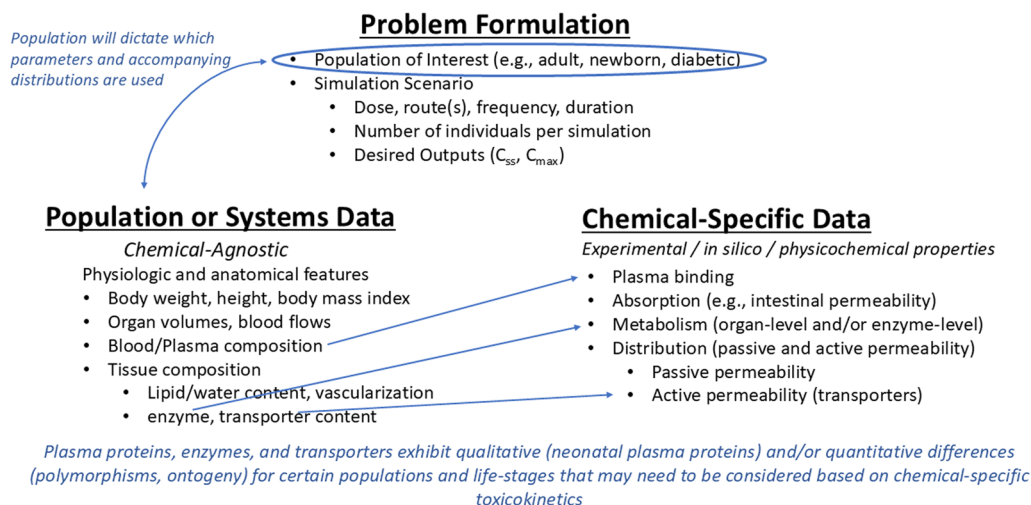 Problem Formulation
Population will dictate which
parameters and accompanying
distributions are used
• Population of Interest (e.g., adult, newborn, diabetic)
• Simulation Scenario
• Dose, route(s), frequency, duration
• Number of individuals per simulation
• Desired Outputs (Css, Cmax)
Population or Systems Data
Chemical-Agnostic
Physiologic and anatomical features
• Body weight, height, body mass index
• Organ volumes, blood flows
• Blood/Plasma composition
• Tissue composition
• Lipid/water content, vascularization
• enzyme, transporter content
Chemical-Specific Data
Experimental / in silico / physicochemical properties
• Plasma binding
• Absorption (e.g., intestinal permeability)
• Metabolism (organ-level and/or enzyme-level)
• Distribution (passive and active permeability)
• Passive permeability
• Active permeability (transporters)
Plasma proteins, enzymes, and transporters exhibit qualitative (neonatal plasma proteins) and/or quantitative differences
(polymorphisms, ontogeny) for certain populations and life-stages that may need to be considered based on chemical-specific
toxicokinetics